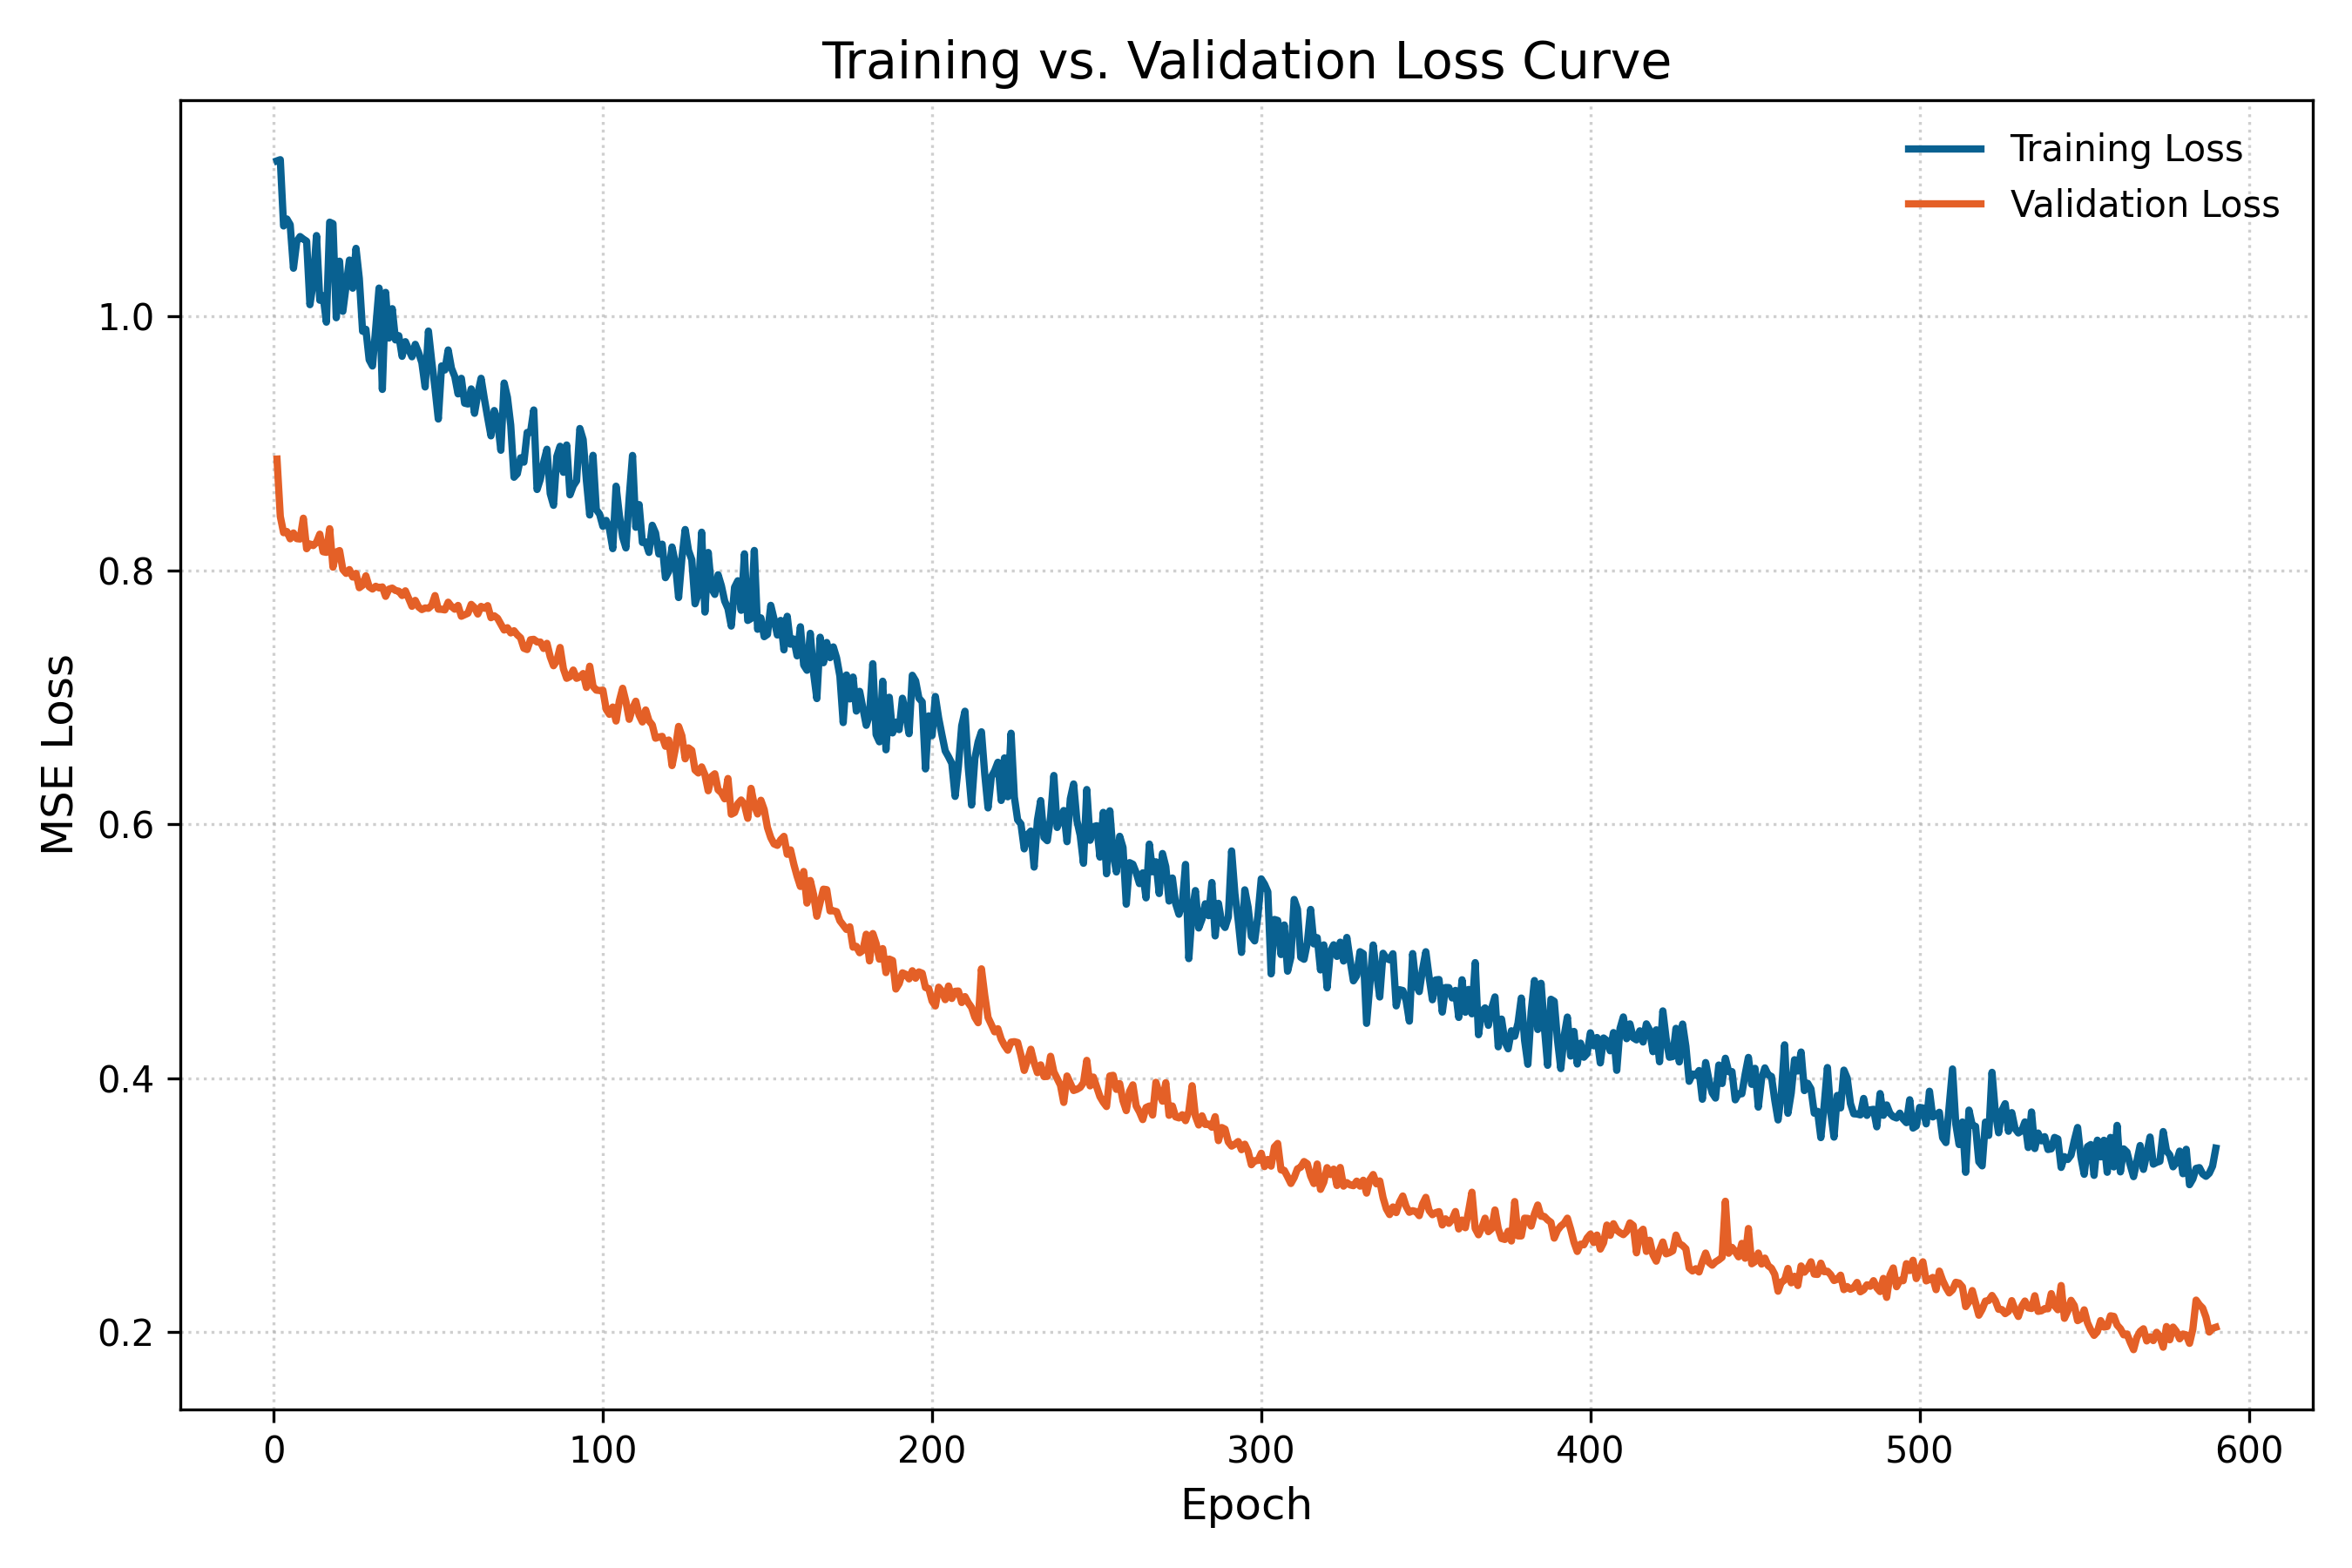 Training vs. Validation Loss Curve
Training Loss
Validation Loss
1.0
0.8
0.6
0.4
0.2
MSE Loss
0 100 200 300 400 500 600
Epoch